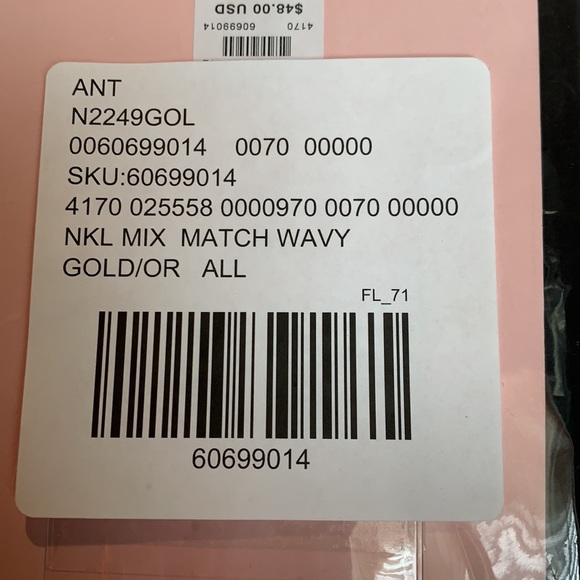 $48.00 USD
4170 60699014
ANT
N2249GOL
0060699014 0070 00000
SKU:60699014
4170 025558 0000970 0070 00000
NKL MIX MATCH WAVY
GOLD/OR ALL
FL_71
60699014